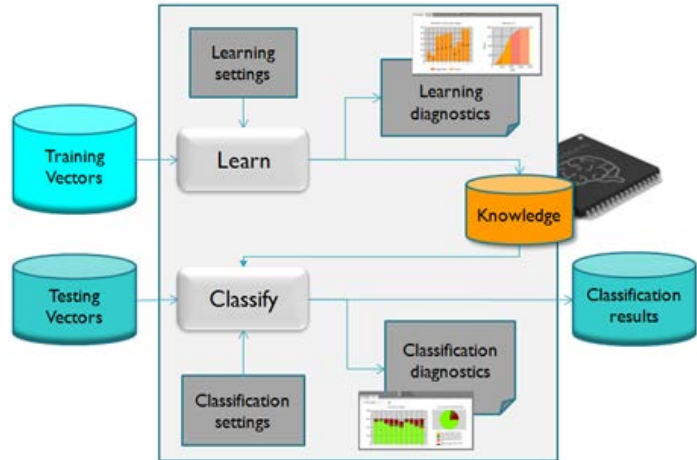 Learning
settings
Learning
diagnostics
Training
Vectors
Learn
Knowledge
Testing
Vectors
Classify
Classification
results
Classification
diagnostics
Classification
settings